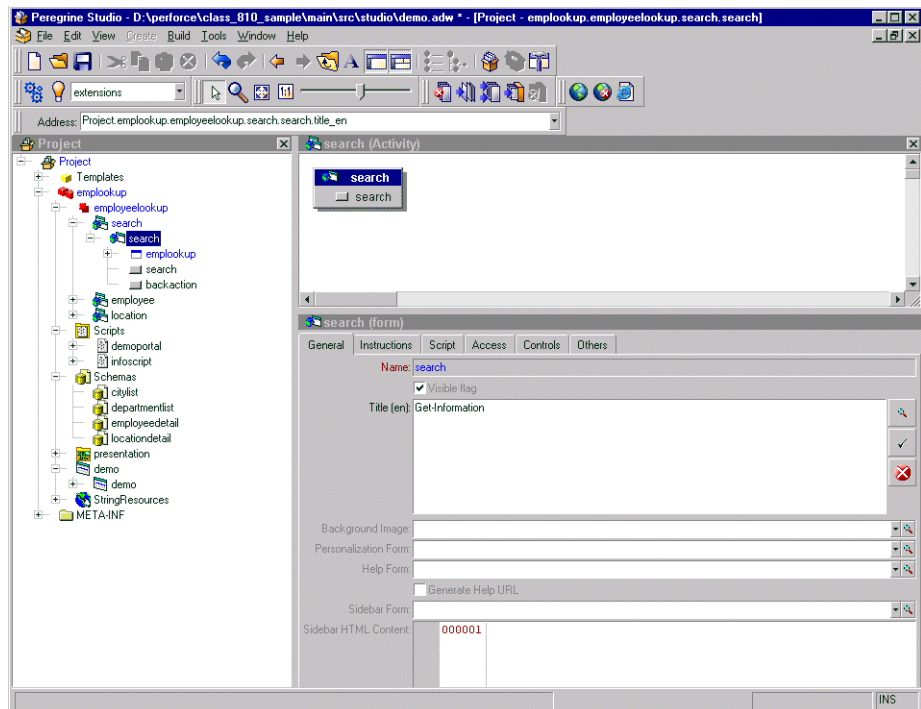 Peregrine Studio - D:\perforce\class_810_sample\main\src\studio\demo.adw * - [Project - emplookup.employeelookup.search.search]
File Edit View Create Build Tools Window Help
A
extensions 1:1
Address: Project.emplookup.employeelookup.search.search.title_en
Project
Project
Templates
emplookup
employeelookup
search
search
emplookup
search
backaction
employee
location
Scripts
demoportal
infoscript
Schemas
citylist
departmentlist
employeedetail
locationdetail
presentation
demo
demo
StringResources
META-INF
search (Activity)
search
search
search (form)
General Instructions Script Access Controls Others
Name: search
Visible flag
Title (en): Get-Information
Background Image:
Personalization Form:
Help Form:
Generate Help URL
Sidebar Form:
Sidebar HTML Content: 000001
INS